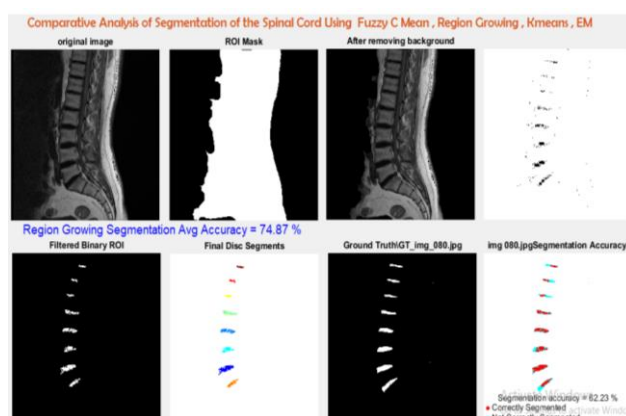 Comparative Analysis of Segmentation of the Spinal Cord Using Fuzzy C Mean , Region Growing , Kmeans , EM
original image
ROI Mask
After removing background
Region Growing Segmentation Avg Accuracy = 74.87 %
Filtered Binary ROI
Final Disc Segments
Ground Truth\GT_img_080.jpg
img 080.jpgSegmentation Accuracy
Activate Windows
Segmentation accuracy = 62.23 %
Correctly Segmented